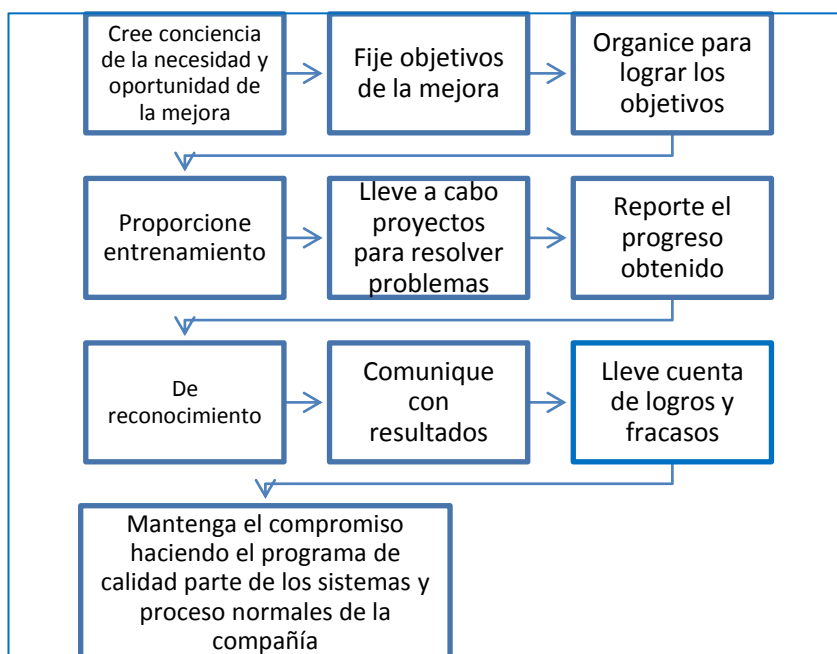 Cree conciencia
de la necesidad y
oportunidad de
la mejora
Fije objetivos
de la mejora
Organice para
lograr los
objetivos
Proporcione
entrenamiento
Lleve a cabo
proyectos
para resolver
problemas
Reporte el
progreso
obtenido
De
reconocimiento
Comunique
con
resultados
Lleve cuenta
de logros y
fracasos
Mantenga el compromiso
haciendo el programa de
calidad parte de los sistemas y
proceso normales de la
compañía